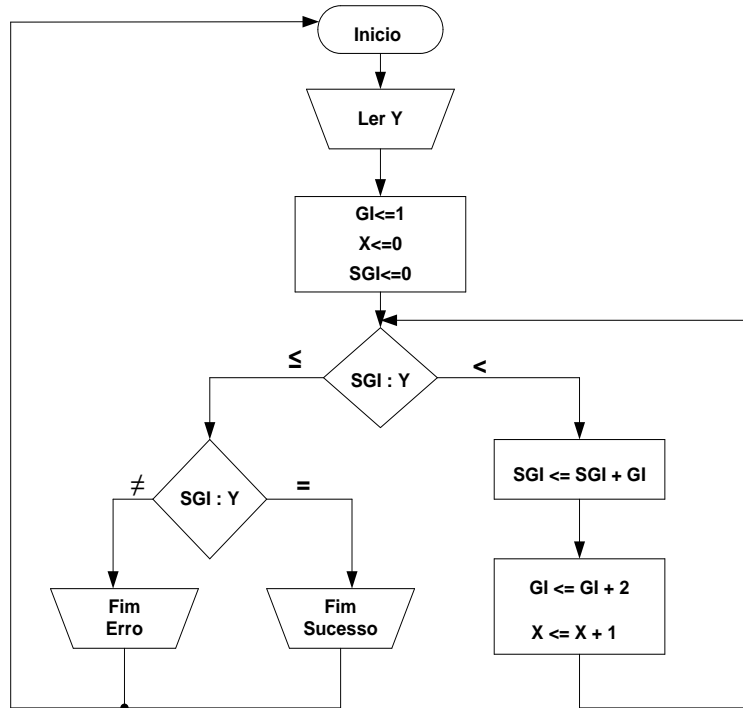 Inicio
Ler Y
GI<=1
X<=0
SGI<=0
≤
SGI : Y
<
≠
SGI : Y
=
SGI <= SGI + GI
Fim
Erro
Fim
Sucesso
GI <= GI + 2
X <= X + 1